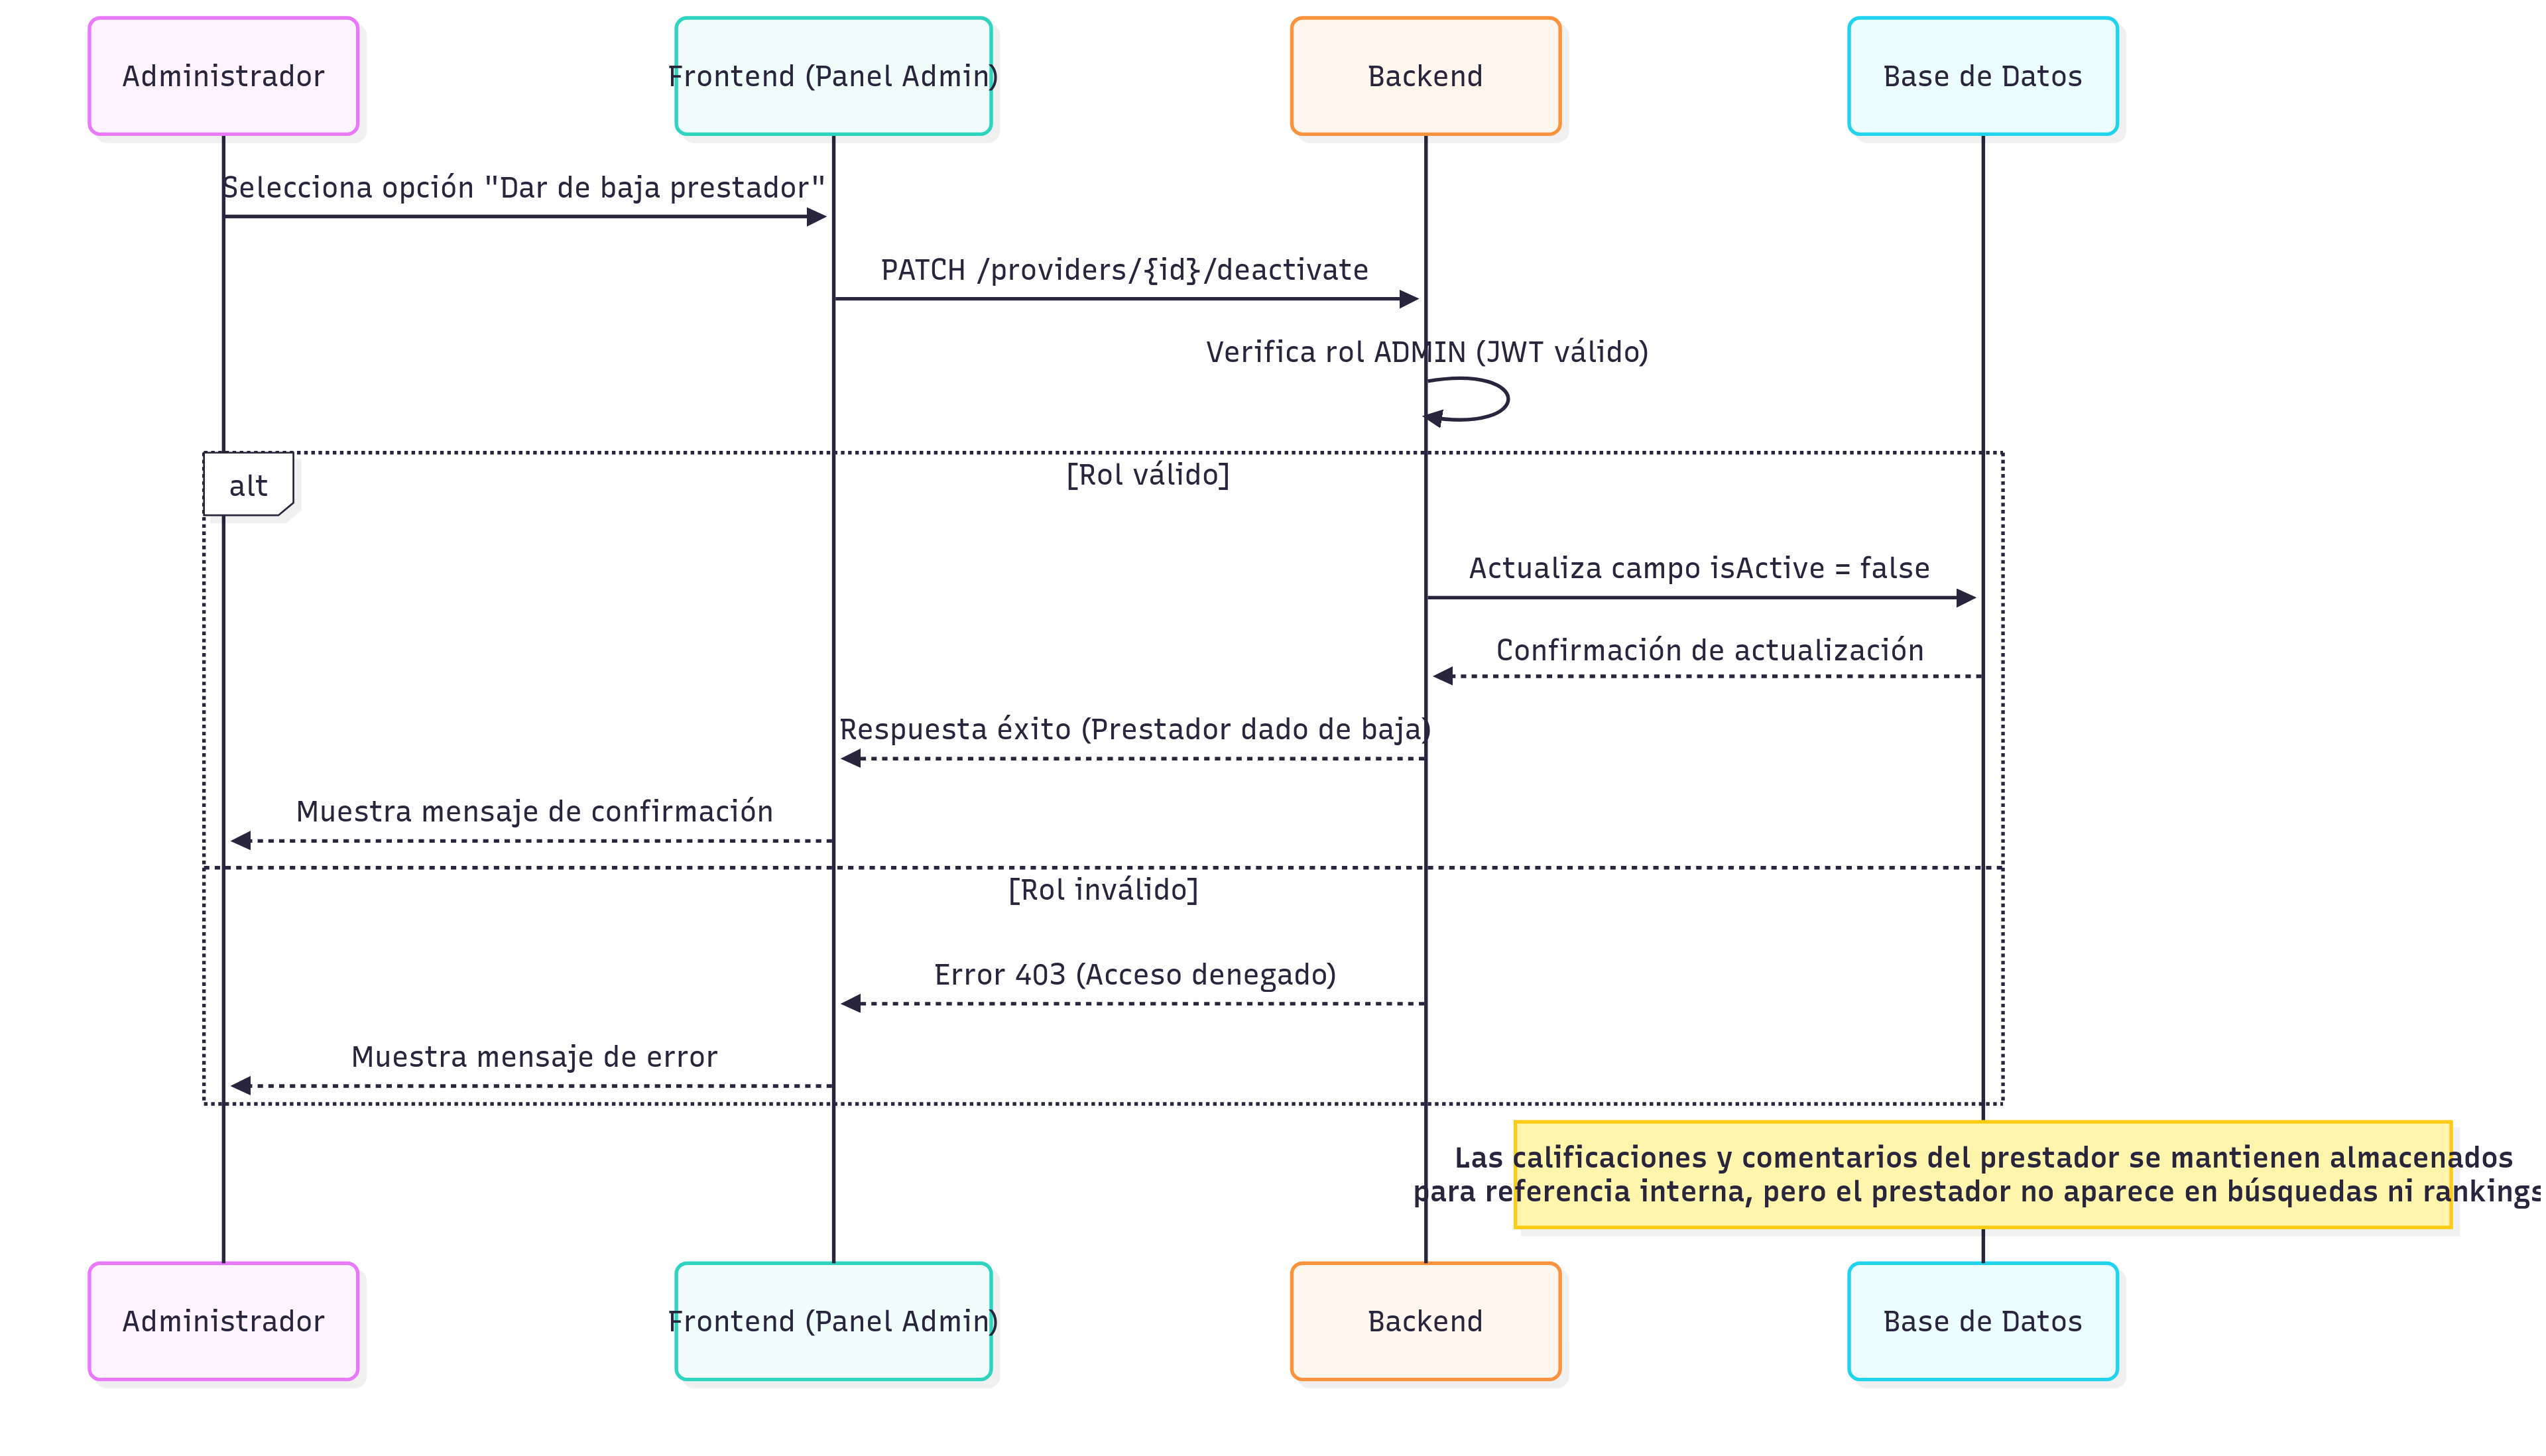 Administrador
Frontend (Panel Admin)
Backend
Base de Datos
Selecciona opción "Dar de baja prestador"
PATCH /providers/{id}/deactivate
Verifica rol ADMIN (JWT válido)
alt
[Rol válido]
Actualiza campo isActive = false
Confirmación de actualización
Respuesta éxito (Prestador dado de baja)
Muestra mensaje de confirmación
[Rol inválido]
Error 403 (Acceso denegado)
Muestra mensaje de error
Las calificaciones y comentarios del prestador se mantienen almacenados
para referencia interna, pero el prestador no aparece en búsquedas ni rankings
Administrador
Frontend (Panel Admin)
Backend
Base de Datos